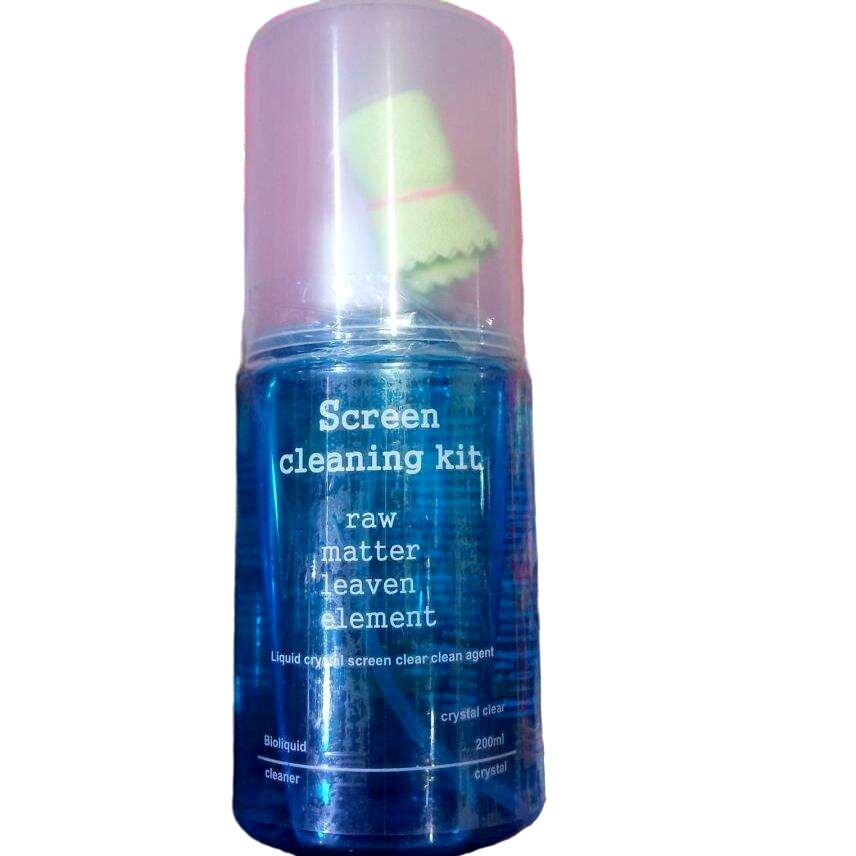 Screen
cleaning kit
raw
matter
leaven
element
Liquid crystal screen clear clean agent
crystal clear
Bioliquid 200ml
cleaner crystal